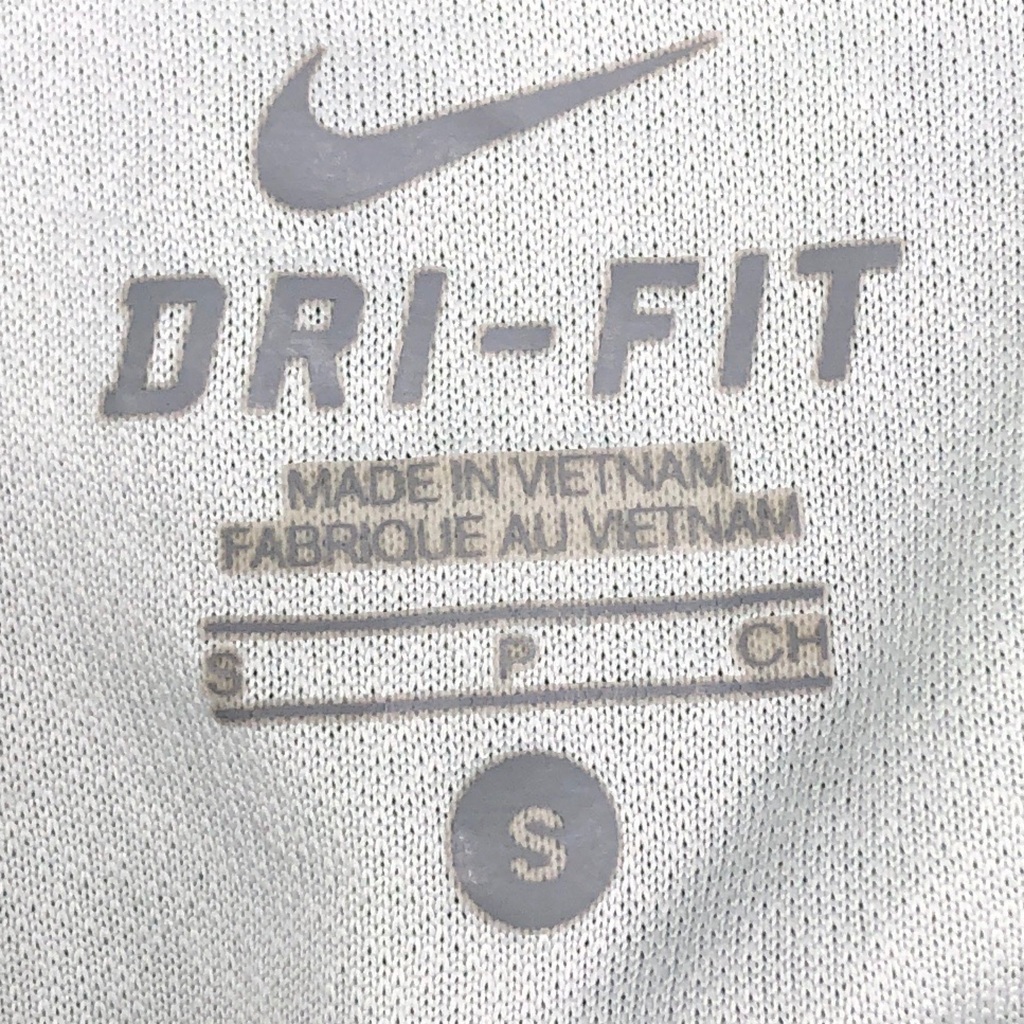 DRI-FIT
MADE IN VIETNAM
FABRIQUE AU VIETNAM
S P CH
S